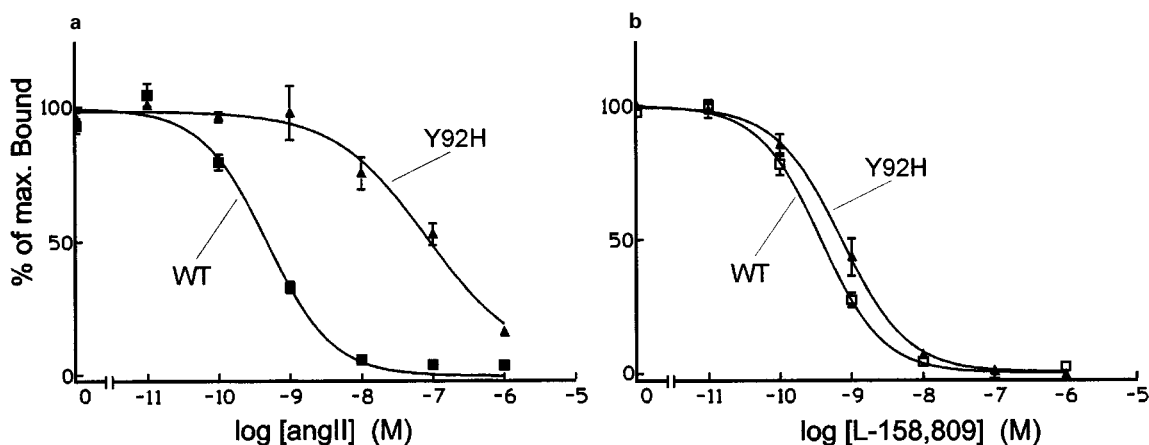 a
% of max. Bound
100
50
0
Y92H
WT
0 -11 -10 -9 -8 -7 -6 -5
log [angII] (M)
b
100
50
0
Y92H
WT
0 -11 -10 -9 -8 -7 -6 -5
log [L-158,809] (M)